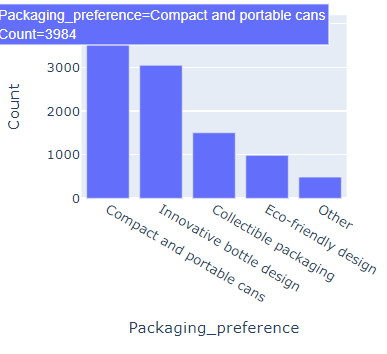 Packaging_preference=Compact and portable cans
Count=3984
3000
2000
1000
0
Count
Compact and portable cans
Innovative bottle design
Collectible packaging
Eco-friendly design
Other
Packaging_preference